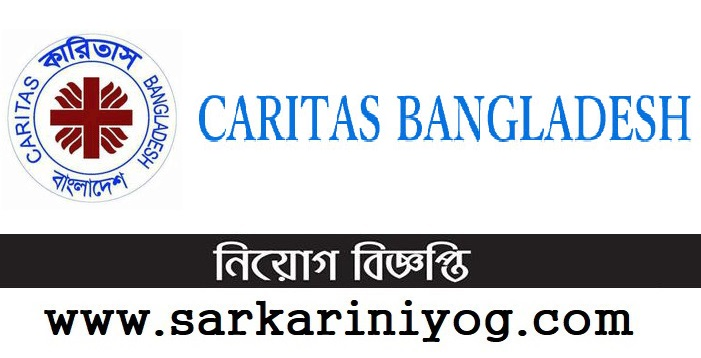 কারিতাস
CARITAS BANGLADESH
বাংলাদেশ
CARITAS BANGLADESH
নিয়োগ বিজ্ঞপ্তি
www.sarkariniyog.com